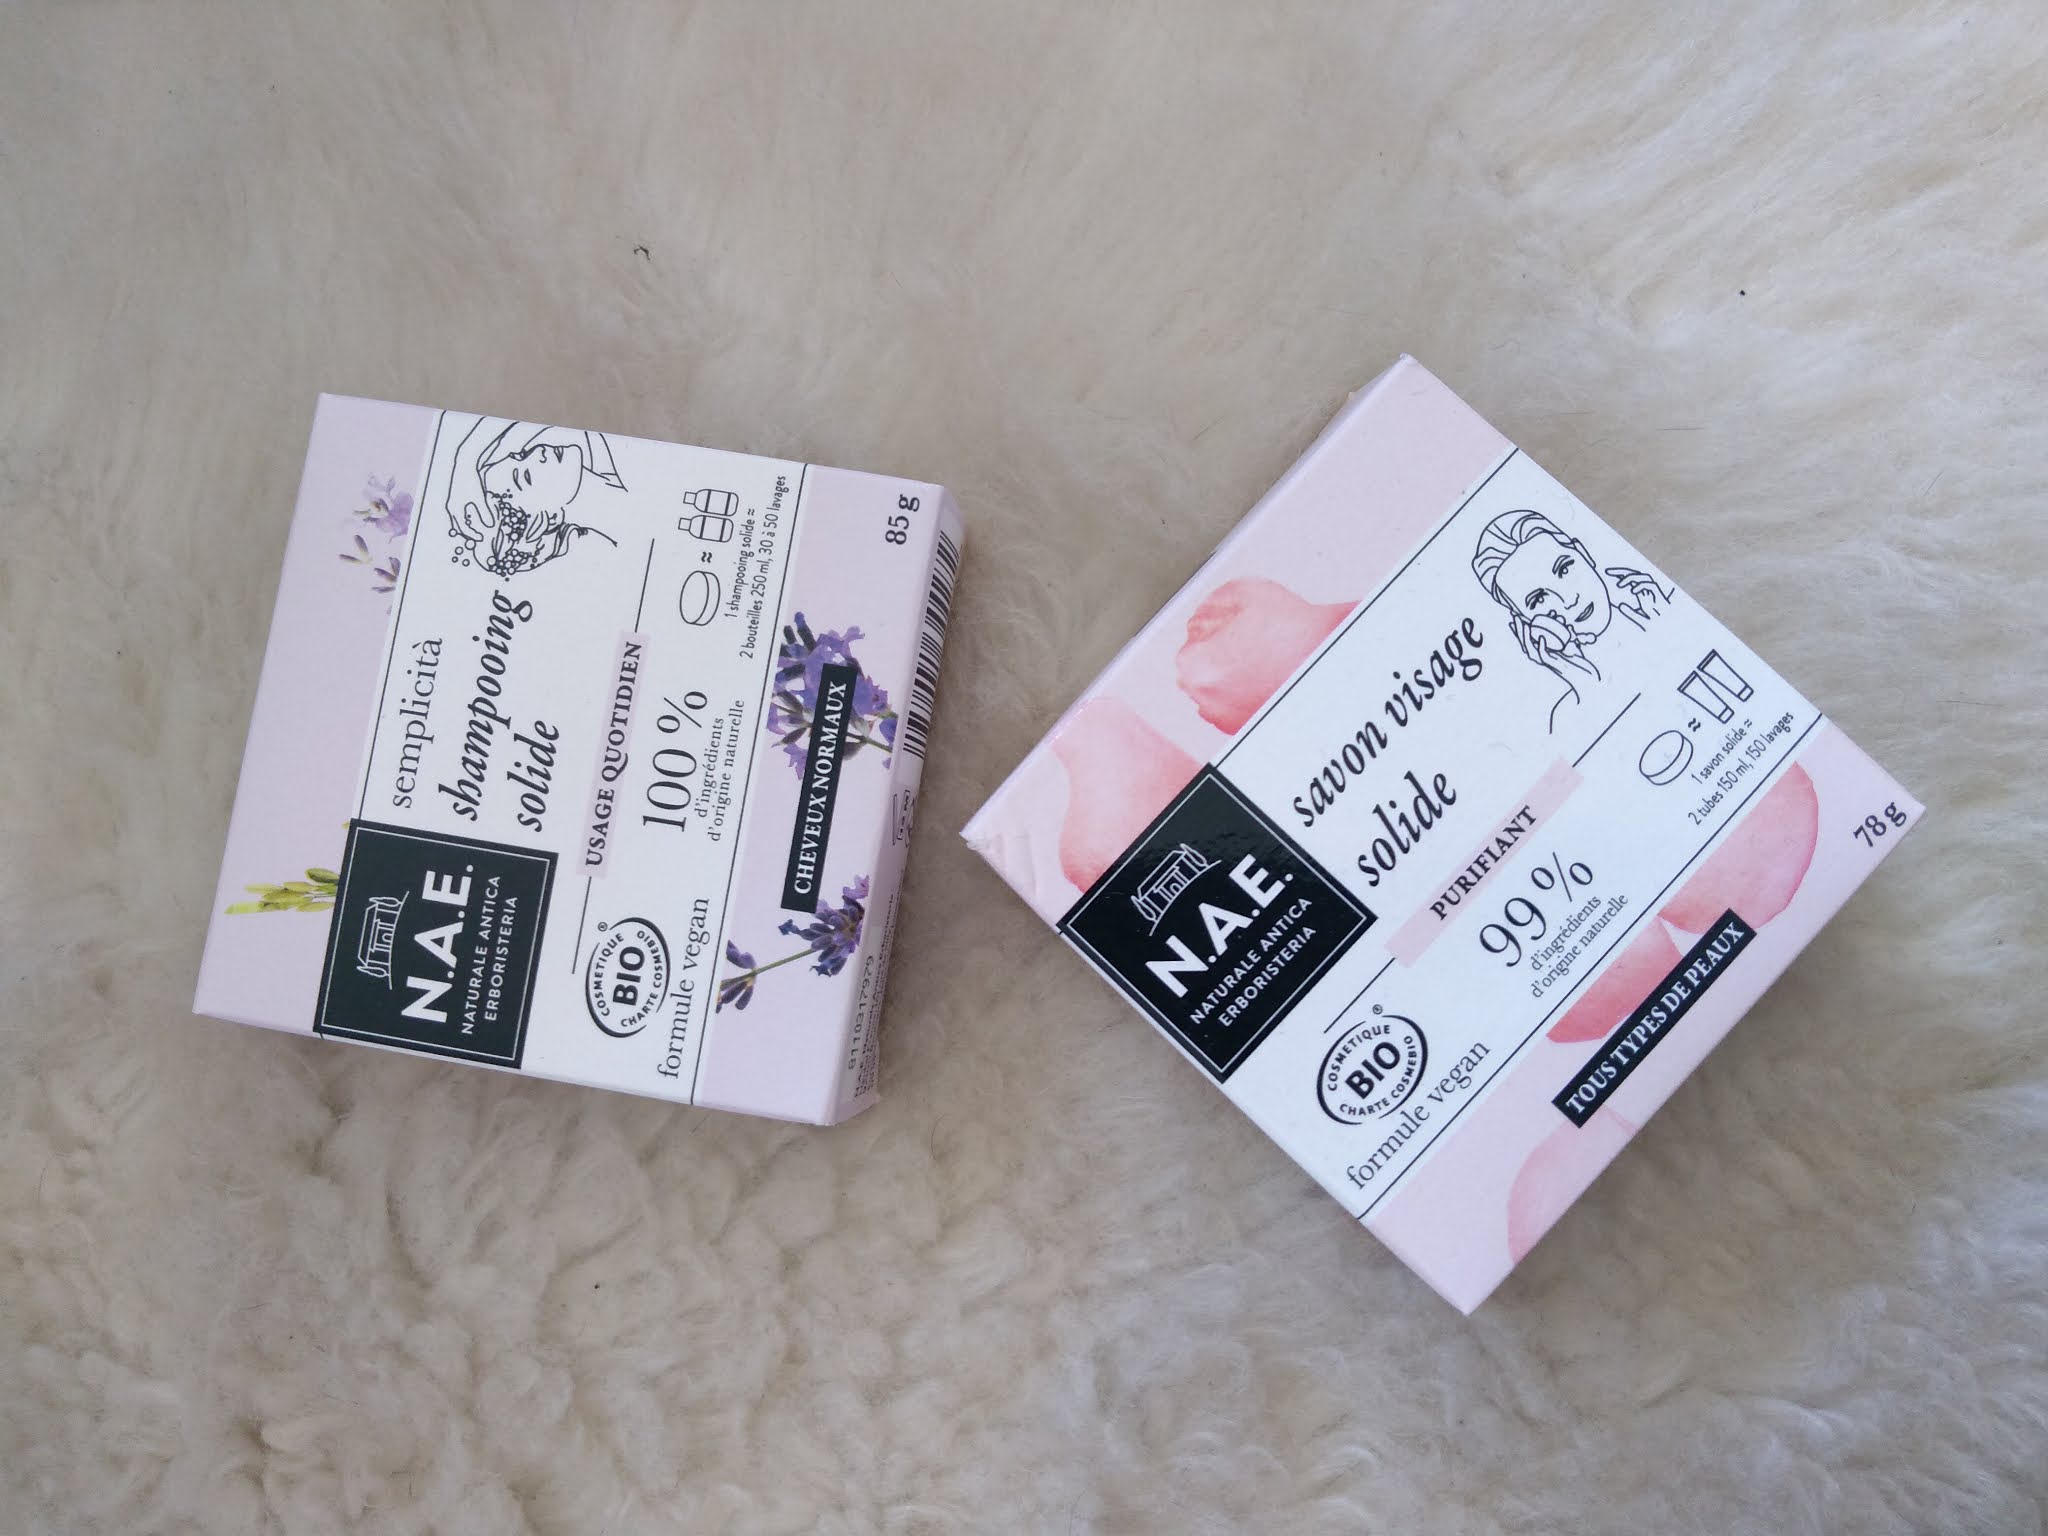 semplicità
shampooing
solide
N.A.E.
NATURALE ANTICA
ERBORISTERIA
USAGE QUOTIDIEN
100 %
d'ingrédients
d'origine naturelle
1 shampooing solide ≈
2 bouteilles 250 ml, 30 à 50 lavages
COSMETIQUE
BIO
CHARTE COSMEBIO
®
formule vegan
CHEVEUX NORMAUX
85 g
savon visage
solide
N.A.E.
NATURALE ANTICA
ERBORISTERIA
PURIFIANT
99 %
d'ingrédients
d'origine naturelle
1 savon solide ≈
2 tubes 150 ml, 150 lavages
COSMETIQUE
BIO
CHARTE COSMEBIO
®
formule vegan
TOUS TYPES DE PEAUX
78 g